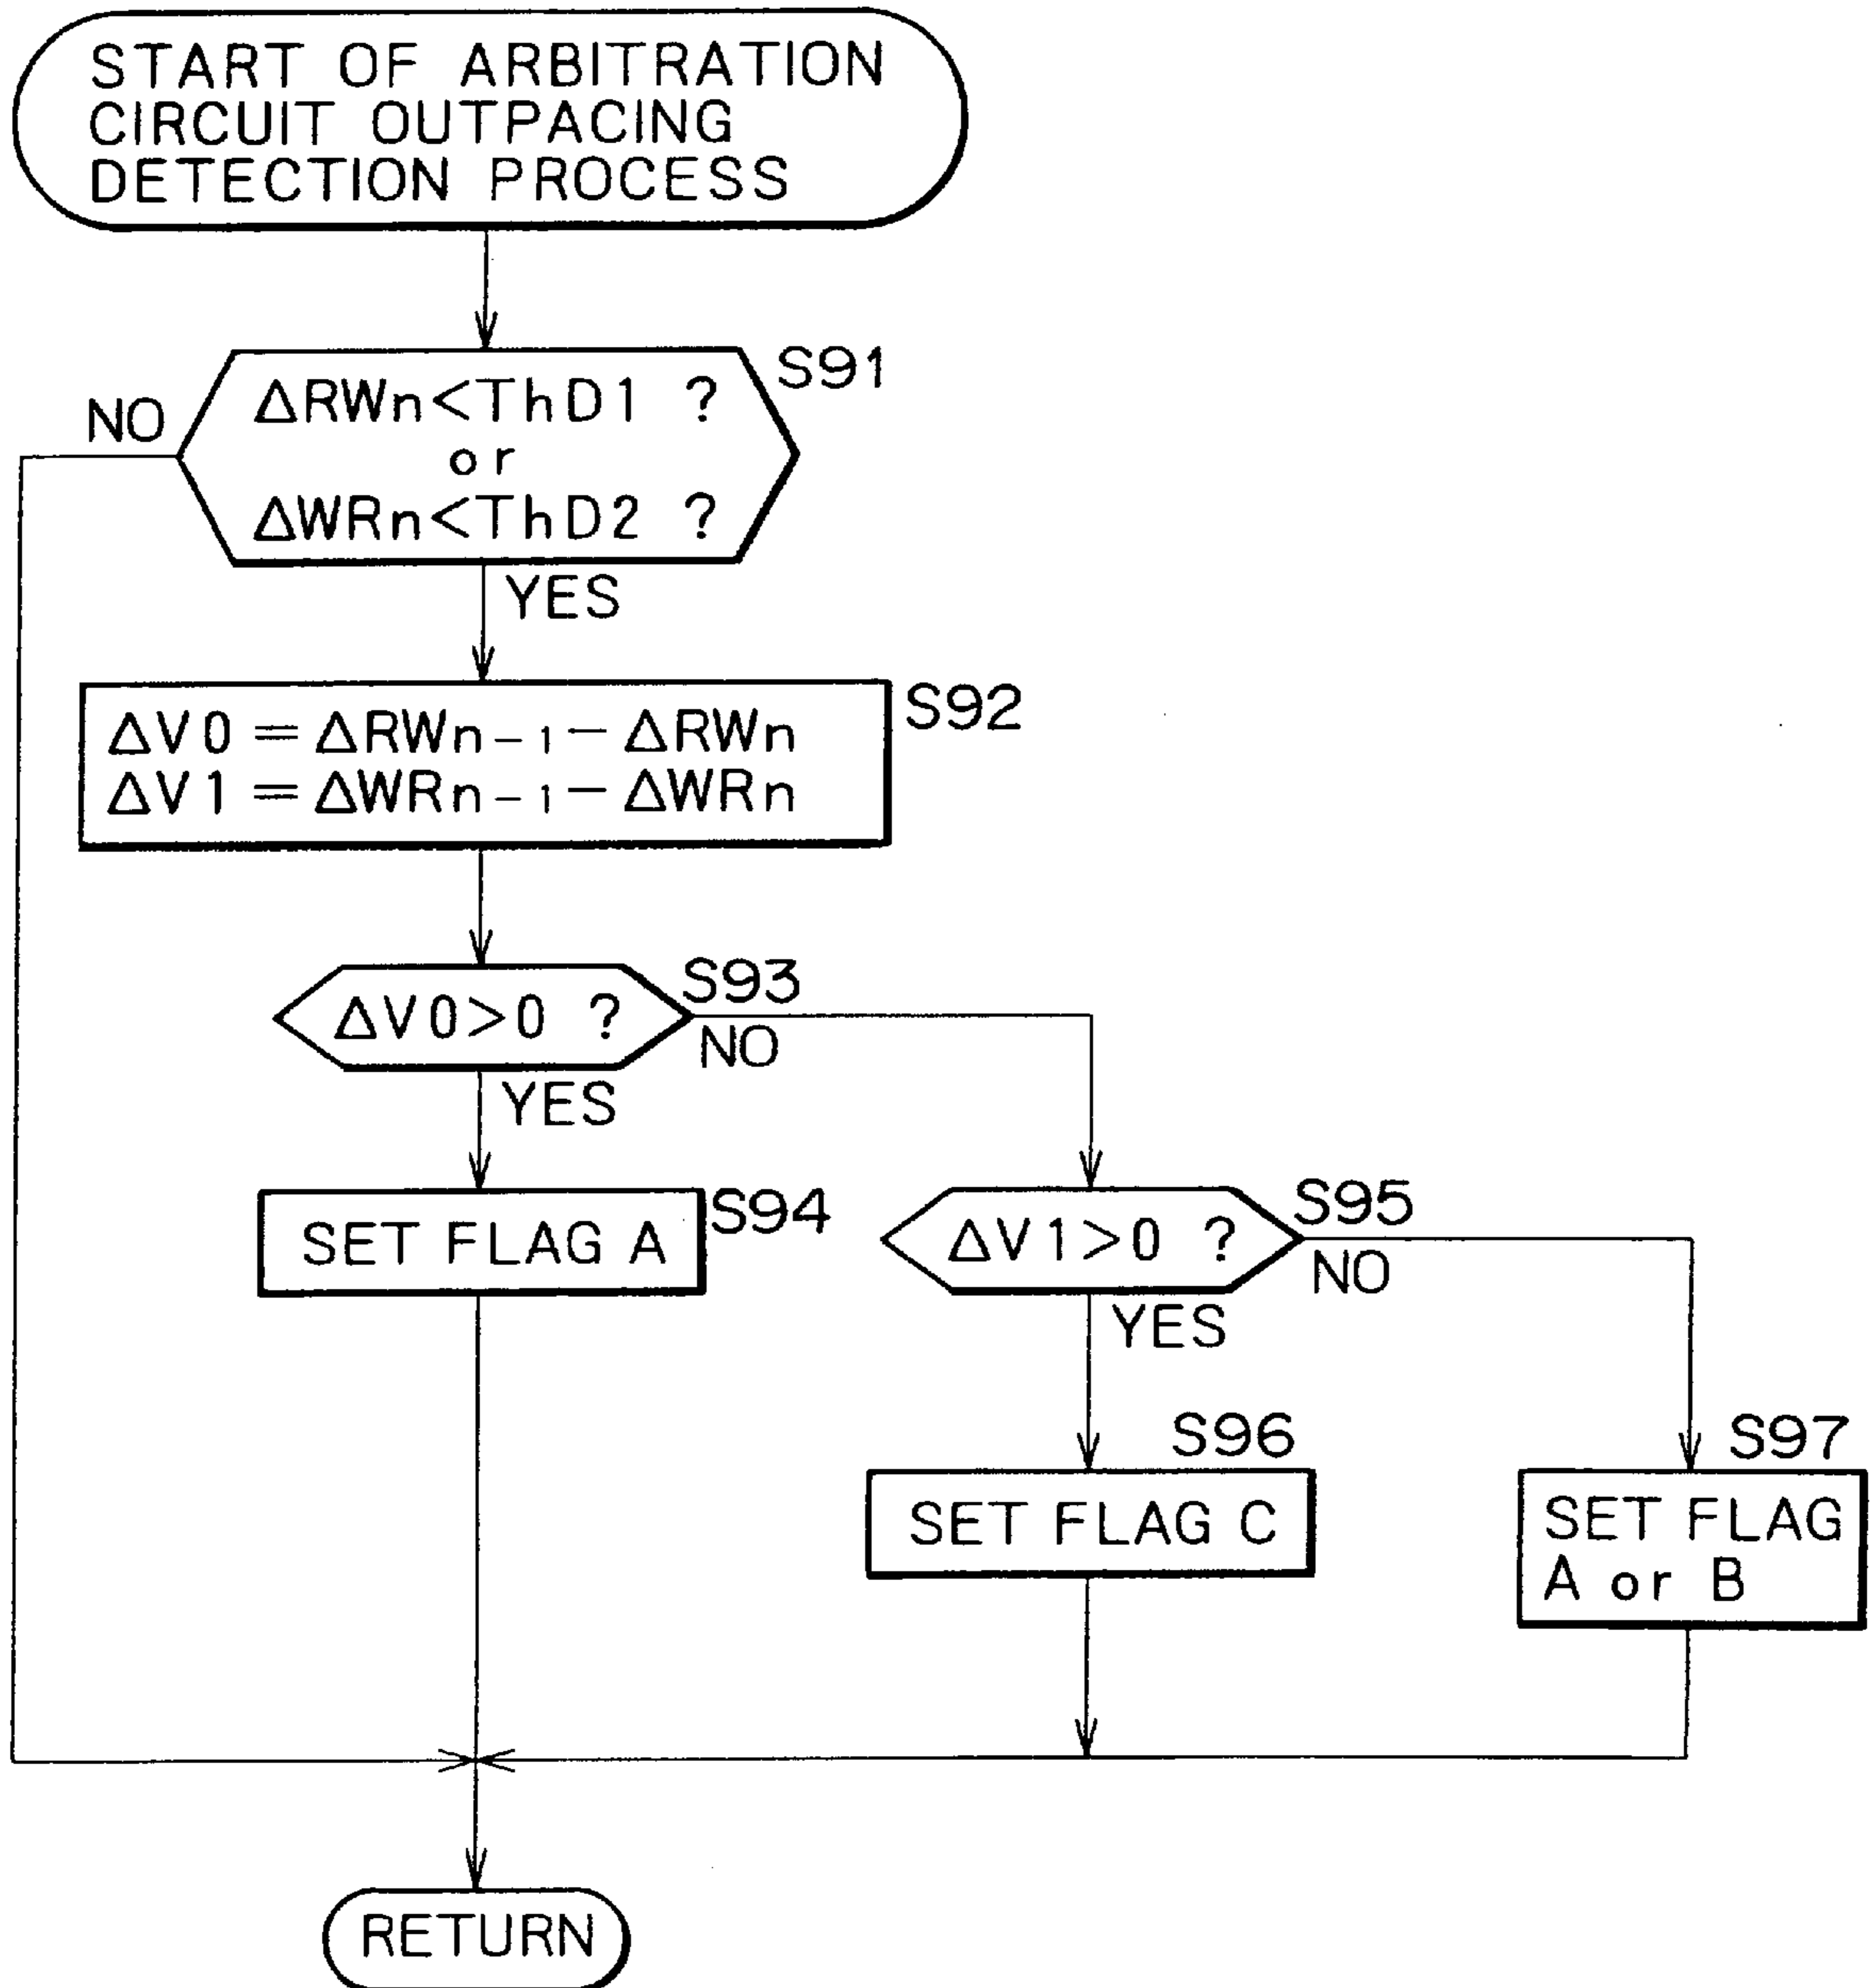 START OF ARBITRATION
CIRCUIT OUTPACING
DETECTION PROCESS
S91
ΔRWn<ThD1 ?
or
ΔWRn<ThD2 ?
NO
YES
S92
ΔV0=ΔRWn-1-ΔRWn
ΔV1=ΔWRn-1-ΔWRn
S93
ΔV0>0 ?
NO
YES
S94
SET FLAG A
S95
ΔV1>0 ?
NO
YES
S96
SET FLAG C
S97
SET FLAG
A or B
RETURN